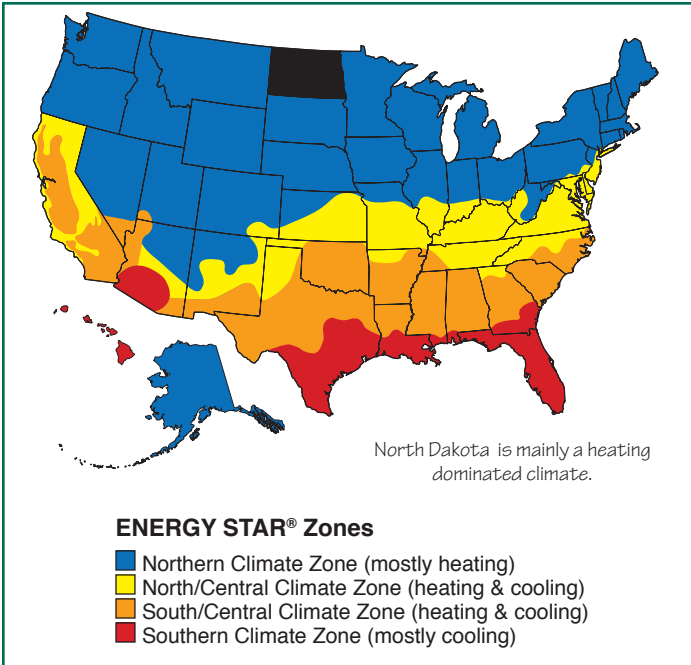 North Dakota is mainly a heating
dominated climate.
ENERGY STAR® Zones
Northern Climate Zone (mostly heating)
North/Central Climate Zone (heating & cooling)
South/Central Climate Zone (heating & cooling)
Southern Climate Zone (mostly cooling)